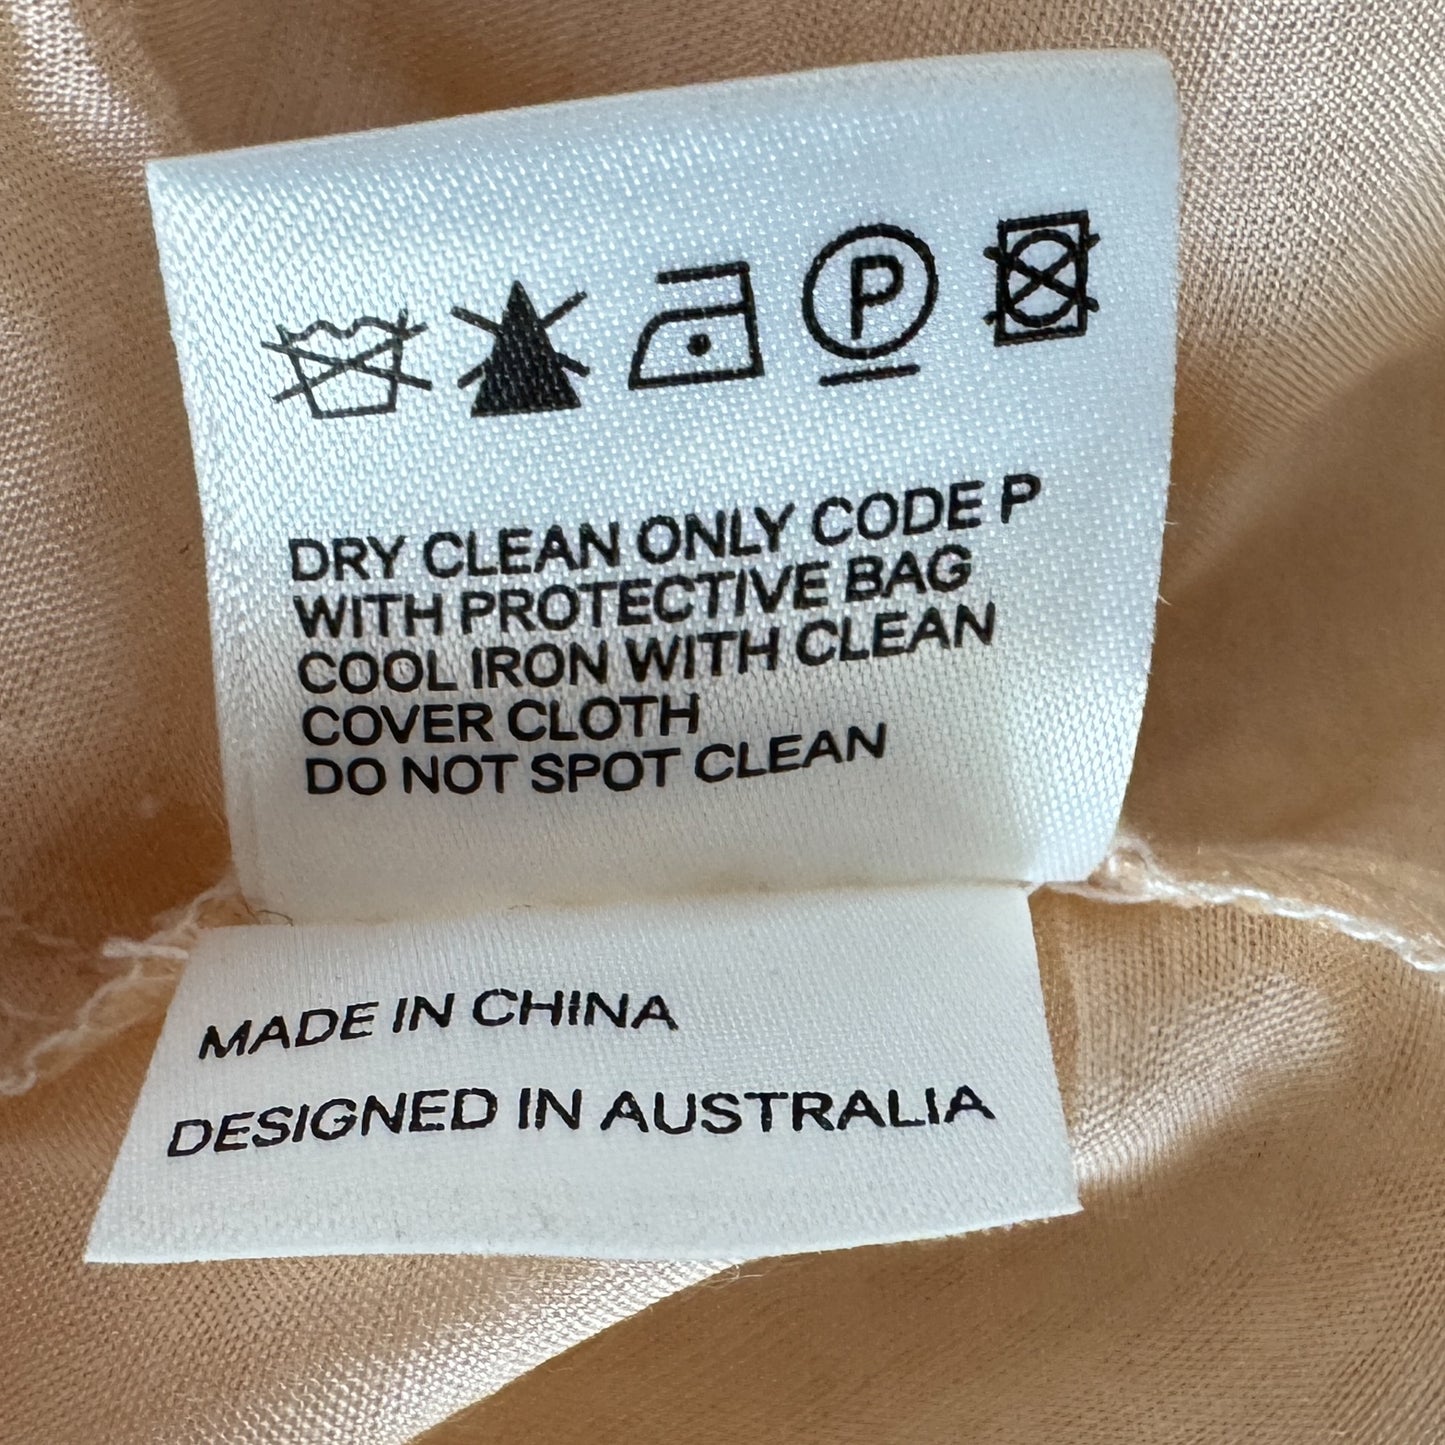 P
DRY CLEAN ONLY CODE P
WITH PROTECTIVE BAG
COOL IRON WITH CLEAN
COVER CLOTH
DO NOT SPOT CLEAN
MADE IN CHINA
DESIGNED IN AUSTRALIA